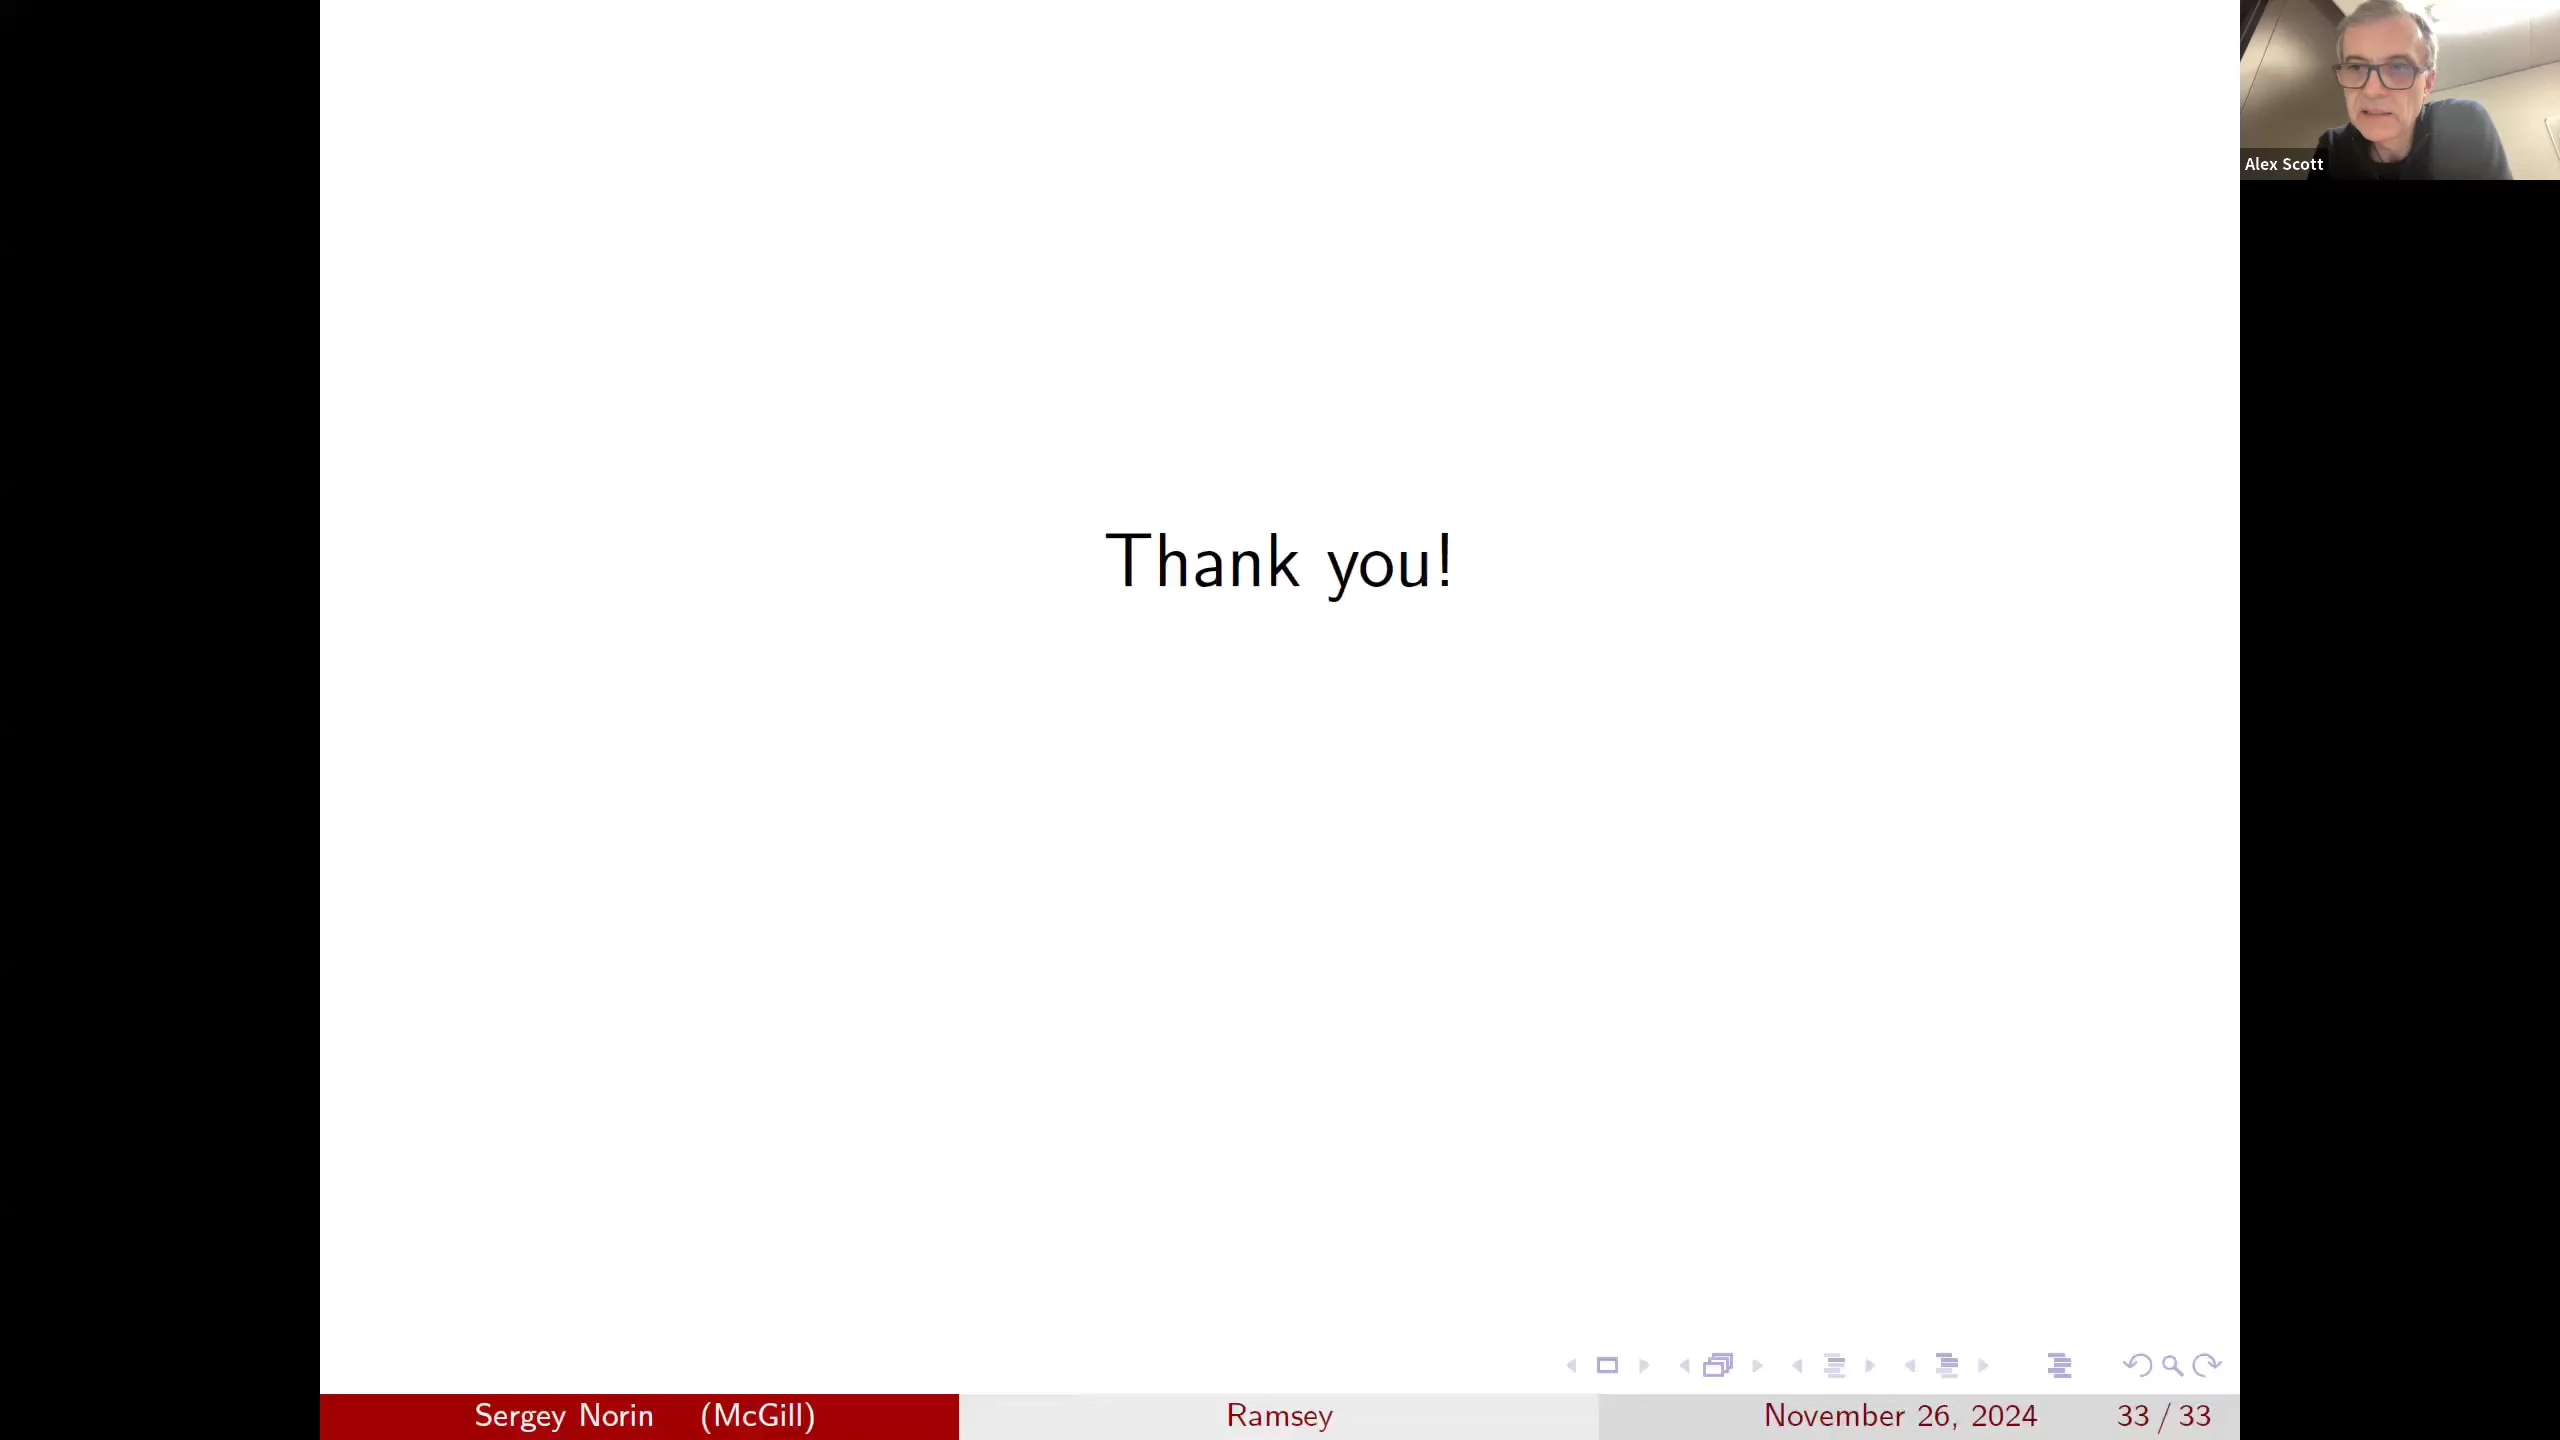 Alex Scott
Thank you!
Sergey Norin (McGill)
Ramsey
November 26, 2024
33 / 33